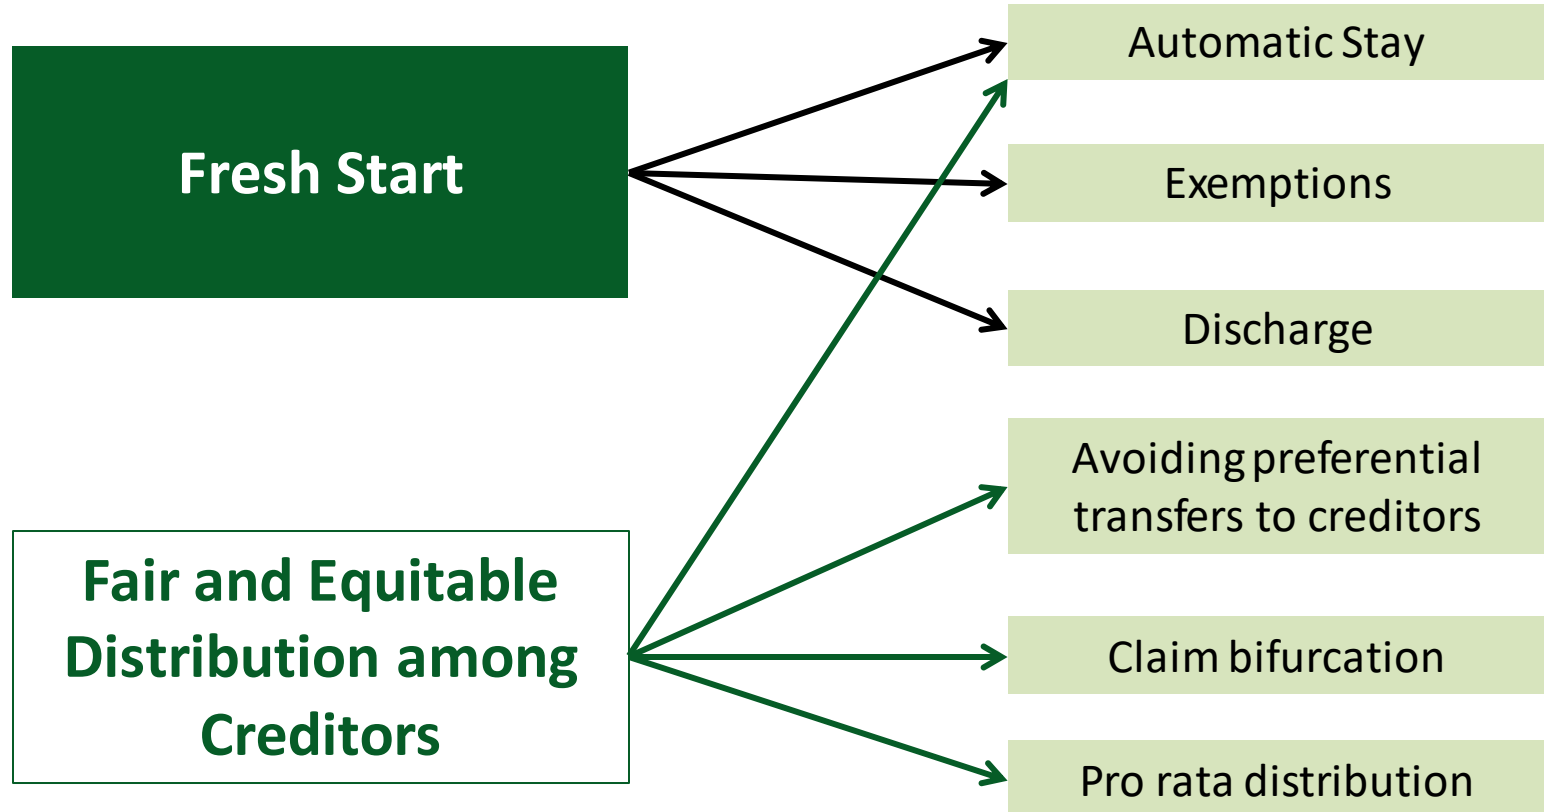 Fresh Start
Automatic Stay
Exemptions
Discharge
Avoiding preferential
transfers to creditors
Fair and Equitable
Distribution among
Creditors
Claim bifurcation
Pro rata distribution